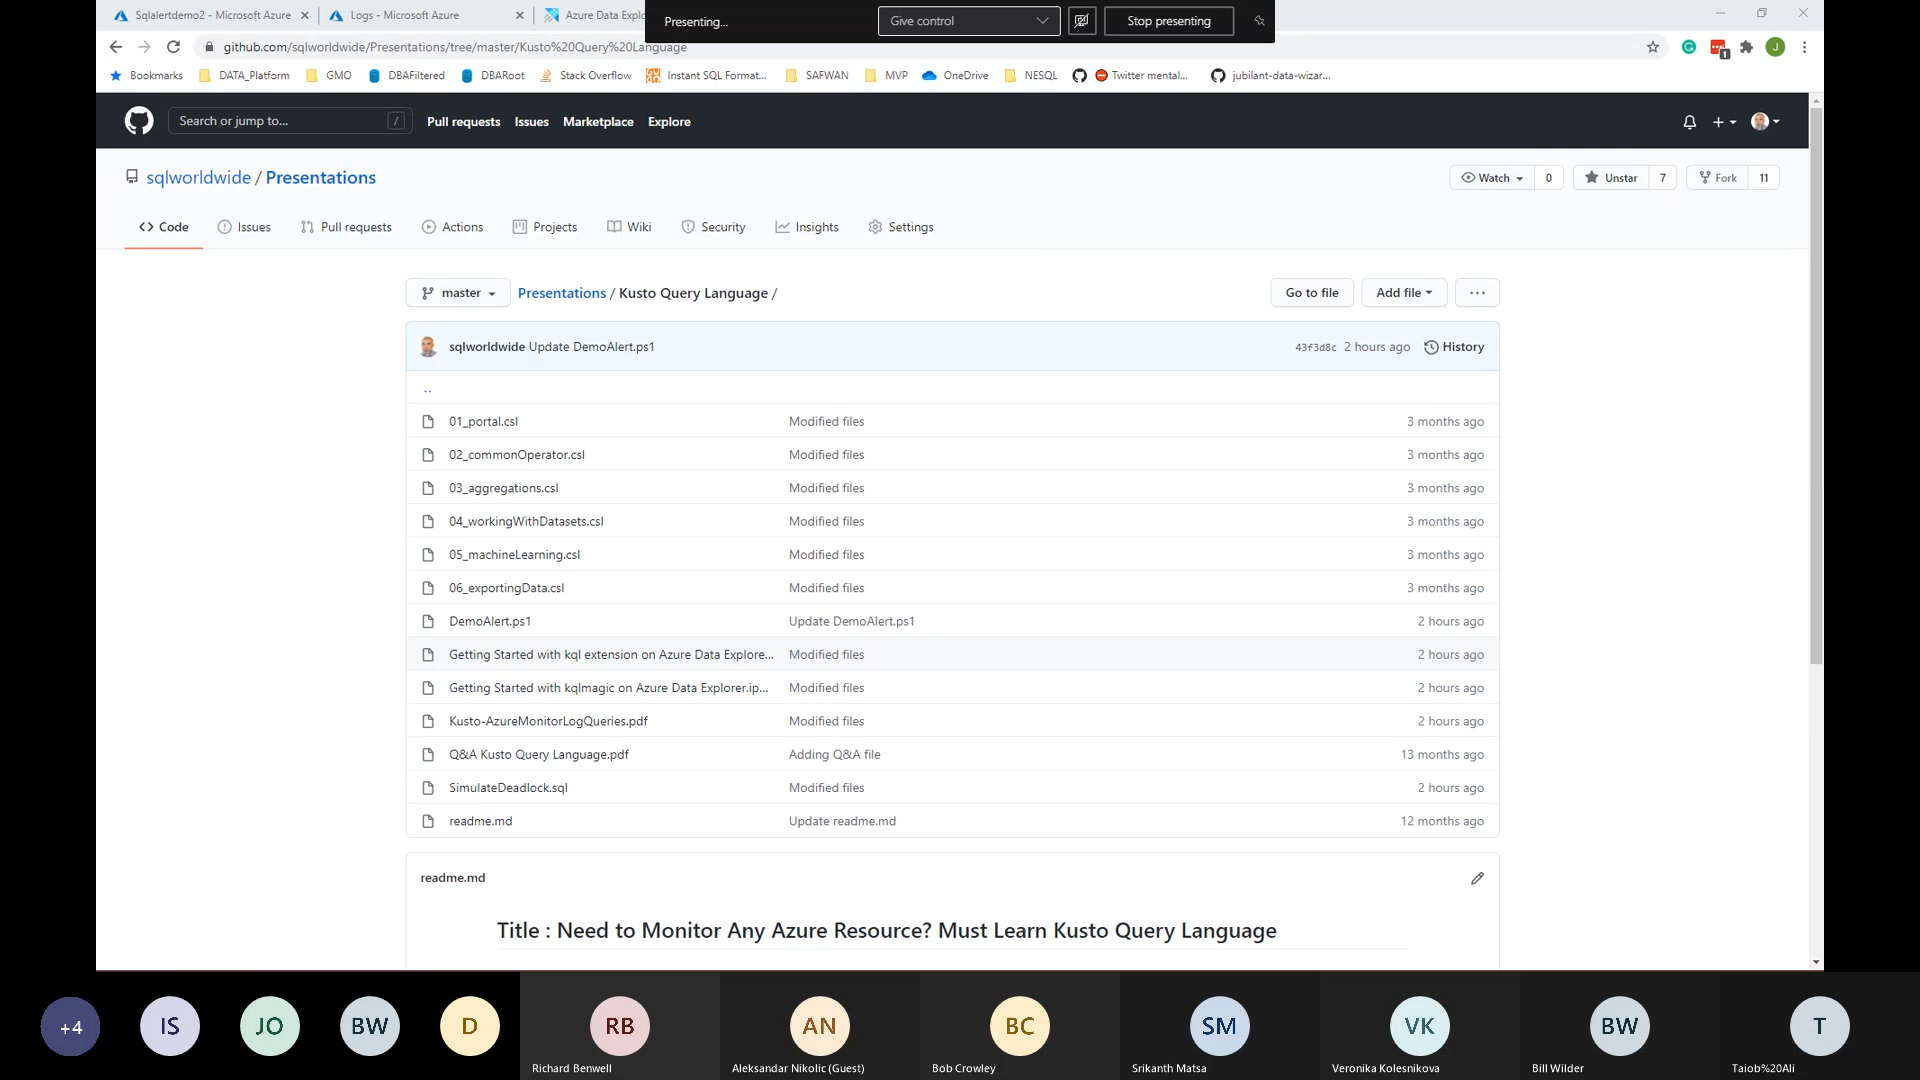 Sqlalertdemo2 - Microsoft Azure
Logs - Microsoft Azure
Azure Data Explo
Presenting...
Give control
Stop presenting
github.com/sqlworldwide/Presentations/tree/master/Kusto%20Query%20Language
1
J
Bookmarks
DATA_Platform
GMO
DBAFiltered
DBARoot
Stack Overflow
Instant SQL Format...
SAFWAN
MVP
OneDrive
NESQL
Twitter mental...
jubilant-data-wizar...
Search or jump to...
/
Pull requests
Issues
Marketplace
Explore
sqlworldwide / Presentations
Watch
0
Unstar
7
Fork
11
Code
Issues
Pull requests
Actions
Projects
Wiki
Security
Insights
Settings
master
Presentations / Kusto Query Language /
Go to file
Add file
...
sqlworldwide Update DemoAlert.ps1
43f3d8c 2 hours ago
History
..
01_portal.csl Modified files 3 months ago
02_commonOperator.csl Modified files 3 months ago
03_aggregations.csl Modified files 3 months ago
04_workingWithDatasets.csl Modified files 3 months ago
05_machineLearning.csl Modified files 3 months ago
06_exportingData.csl Modified files 3 months ago
DemoAlert.ps1 Update DemoAlert.ps1 2 hours ago
Getting Started with kql extension on Azure Data Explore... Modified files 2 hours ago
Getting Started with kqlmagic on Azure Data Explorer.ip... Modified files 2 hours ago
Kusto-AzureMonitorLogQueries.pdf Modified files 2 hours ago
Q&A Kusto Query Language.pdf Adding Q&A file 13 months ago
SimulateDeadlock.sql Modified files 2 hours ago
readme.md Update readme.md 12 months ago
readme.md
Title : Need to Monitor Any Azure Resource? Must Learn Kusto Query Language
+4
IS
JO
BW
D
RB
Richard Benwell
AN
Aleksandar Nikolic (Guest)
BC
Bob Crowley
SM
Srikanth Matsa
VK
Veronika Kolesnikova
BW
Bill Wilder
T
Taiob%20Ali